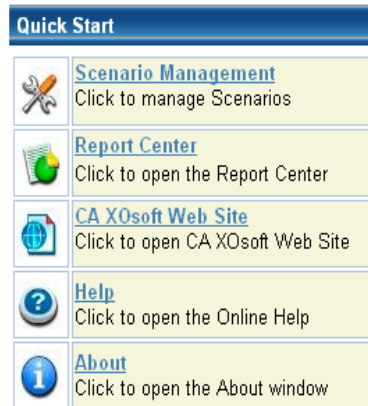 Quick Start
Scenario Management
Click to manage Scenarios
Report Center
Click to open the Report Center
CA XOsoft Web Site
Click to open CA XOsoft Web Site
Help
Click to open the Online Help
About
Click to open the About window